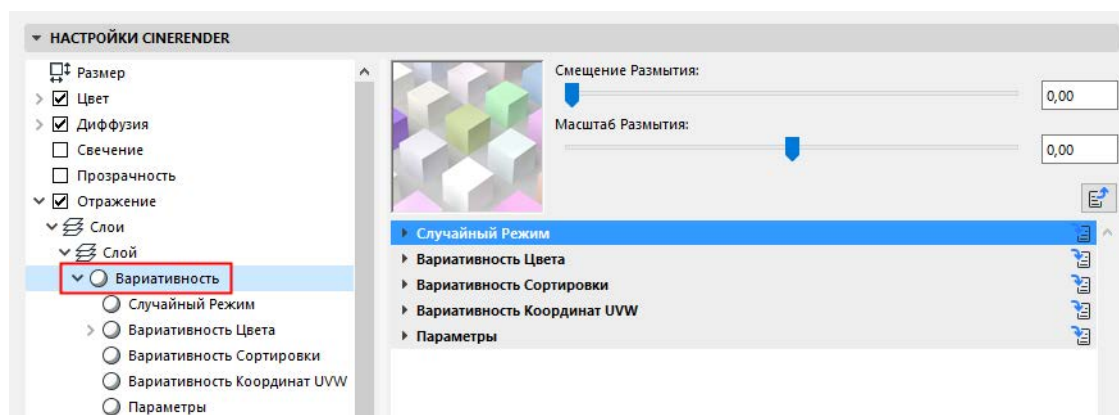 НАСТРОЙКИ CINERENDER
Размер
Цвет
Диффузия
Свечение
Прозрачность
Отражение
Слои
Слой
Вариативность
Случайный Режим
Вариативность Цвета
Вариативность Сортировки
Вариативность Координат UVW
Параметры
Смещение Размытия:
0,00
Масштаб Размытия:
0,00
Случайный Режим
Вариативность Цвета
Вариативность Сортировки
Вариативность Координат UVW
Параметры